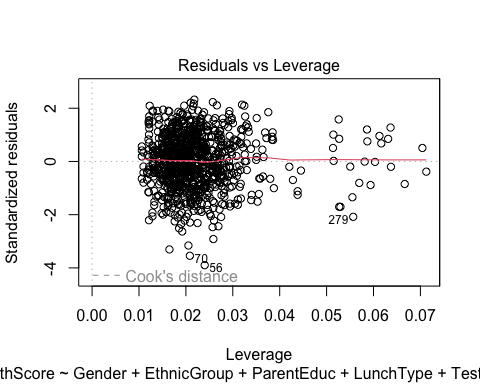 Residuals vs Leverage
Standardized residuals
2
0
-2
-4
279
70
56
Cook's distance
0.00 0.01 0.02 0.03 0.04 0.05 0.06 0.07
Leverage
thScore ~ Gender + EthnicGroup + ParentEduc + LunchType + Test